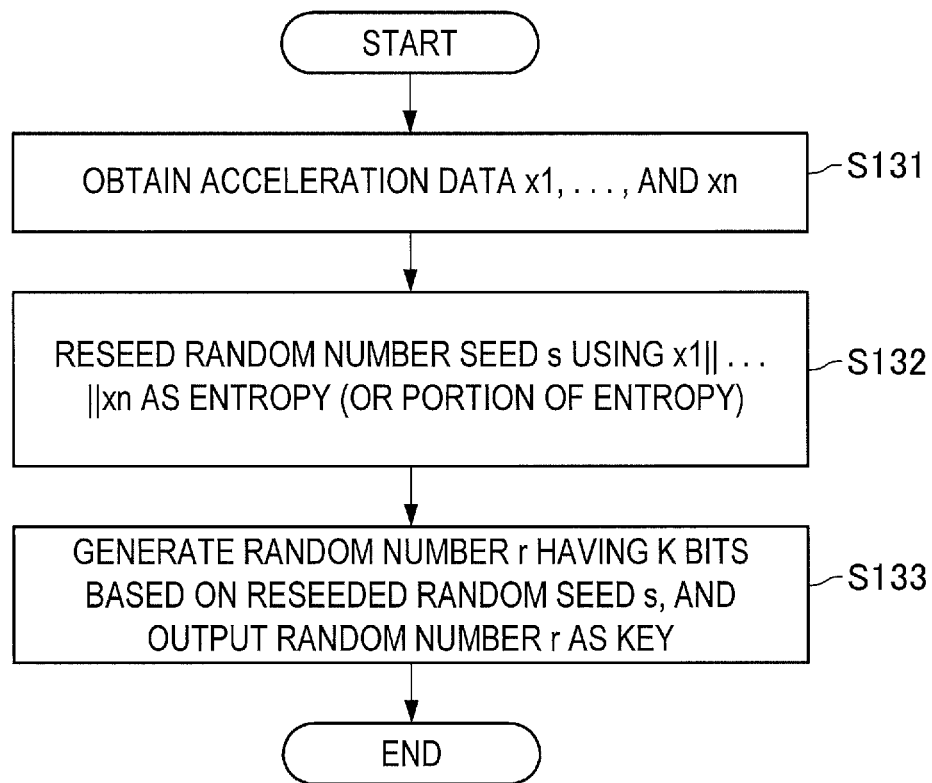 START
OBTAIN ACCELERATION DATA x1, . . . , AND xn
S131
RESEED RANDOM NUMBER SEED s USING x1|| . . .
||xn AS ENTROPY (OR PORTION OF ENTROPY)
S132
GENERATE RANDOM NUMBER r HAVING K BITS
BASED ON RESEEDED RANDOM SEED s, AND
OUTPUT RANDOM NUMBER r AS KEY
S133
END